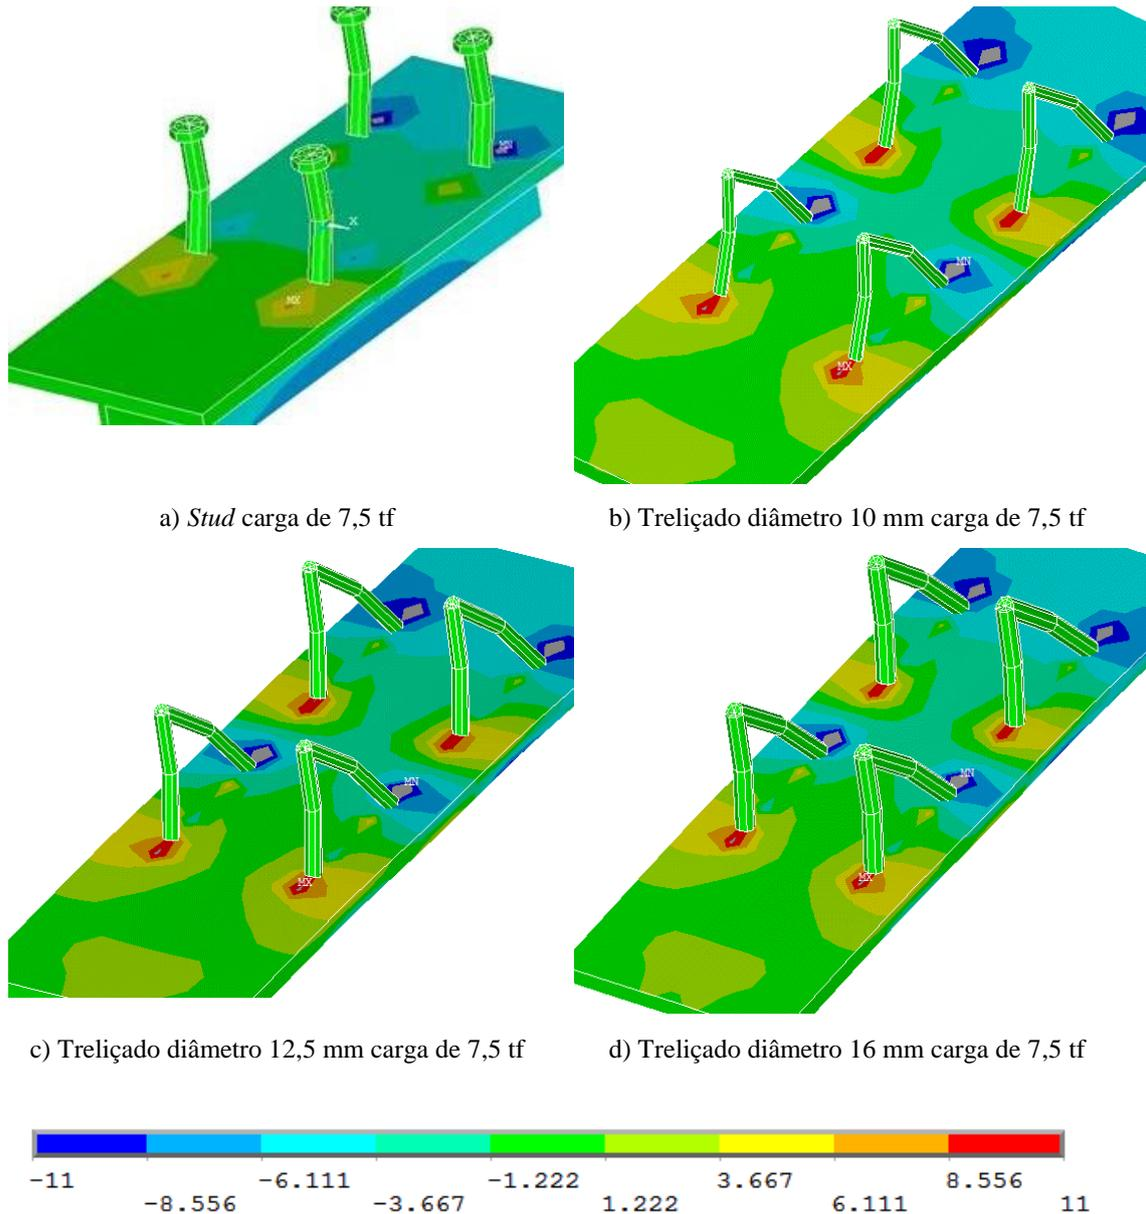 MN
X
MX
MN
MX
a) Stud carga de 7,5 tf
b) Treliçado diâmetro 10 mm carga de 7,5 tf
MN
MX
MN
MX
c) Treliçado diâmetro 12,5 mm carga de 7,5 tf
d) Treliçado diâmetro 16 mm carga de 7,5 tf
-11 -6.111 -1.222 3.667 8.556
-8.556 -3.667 1.222 6.111 11